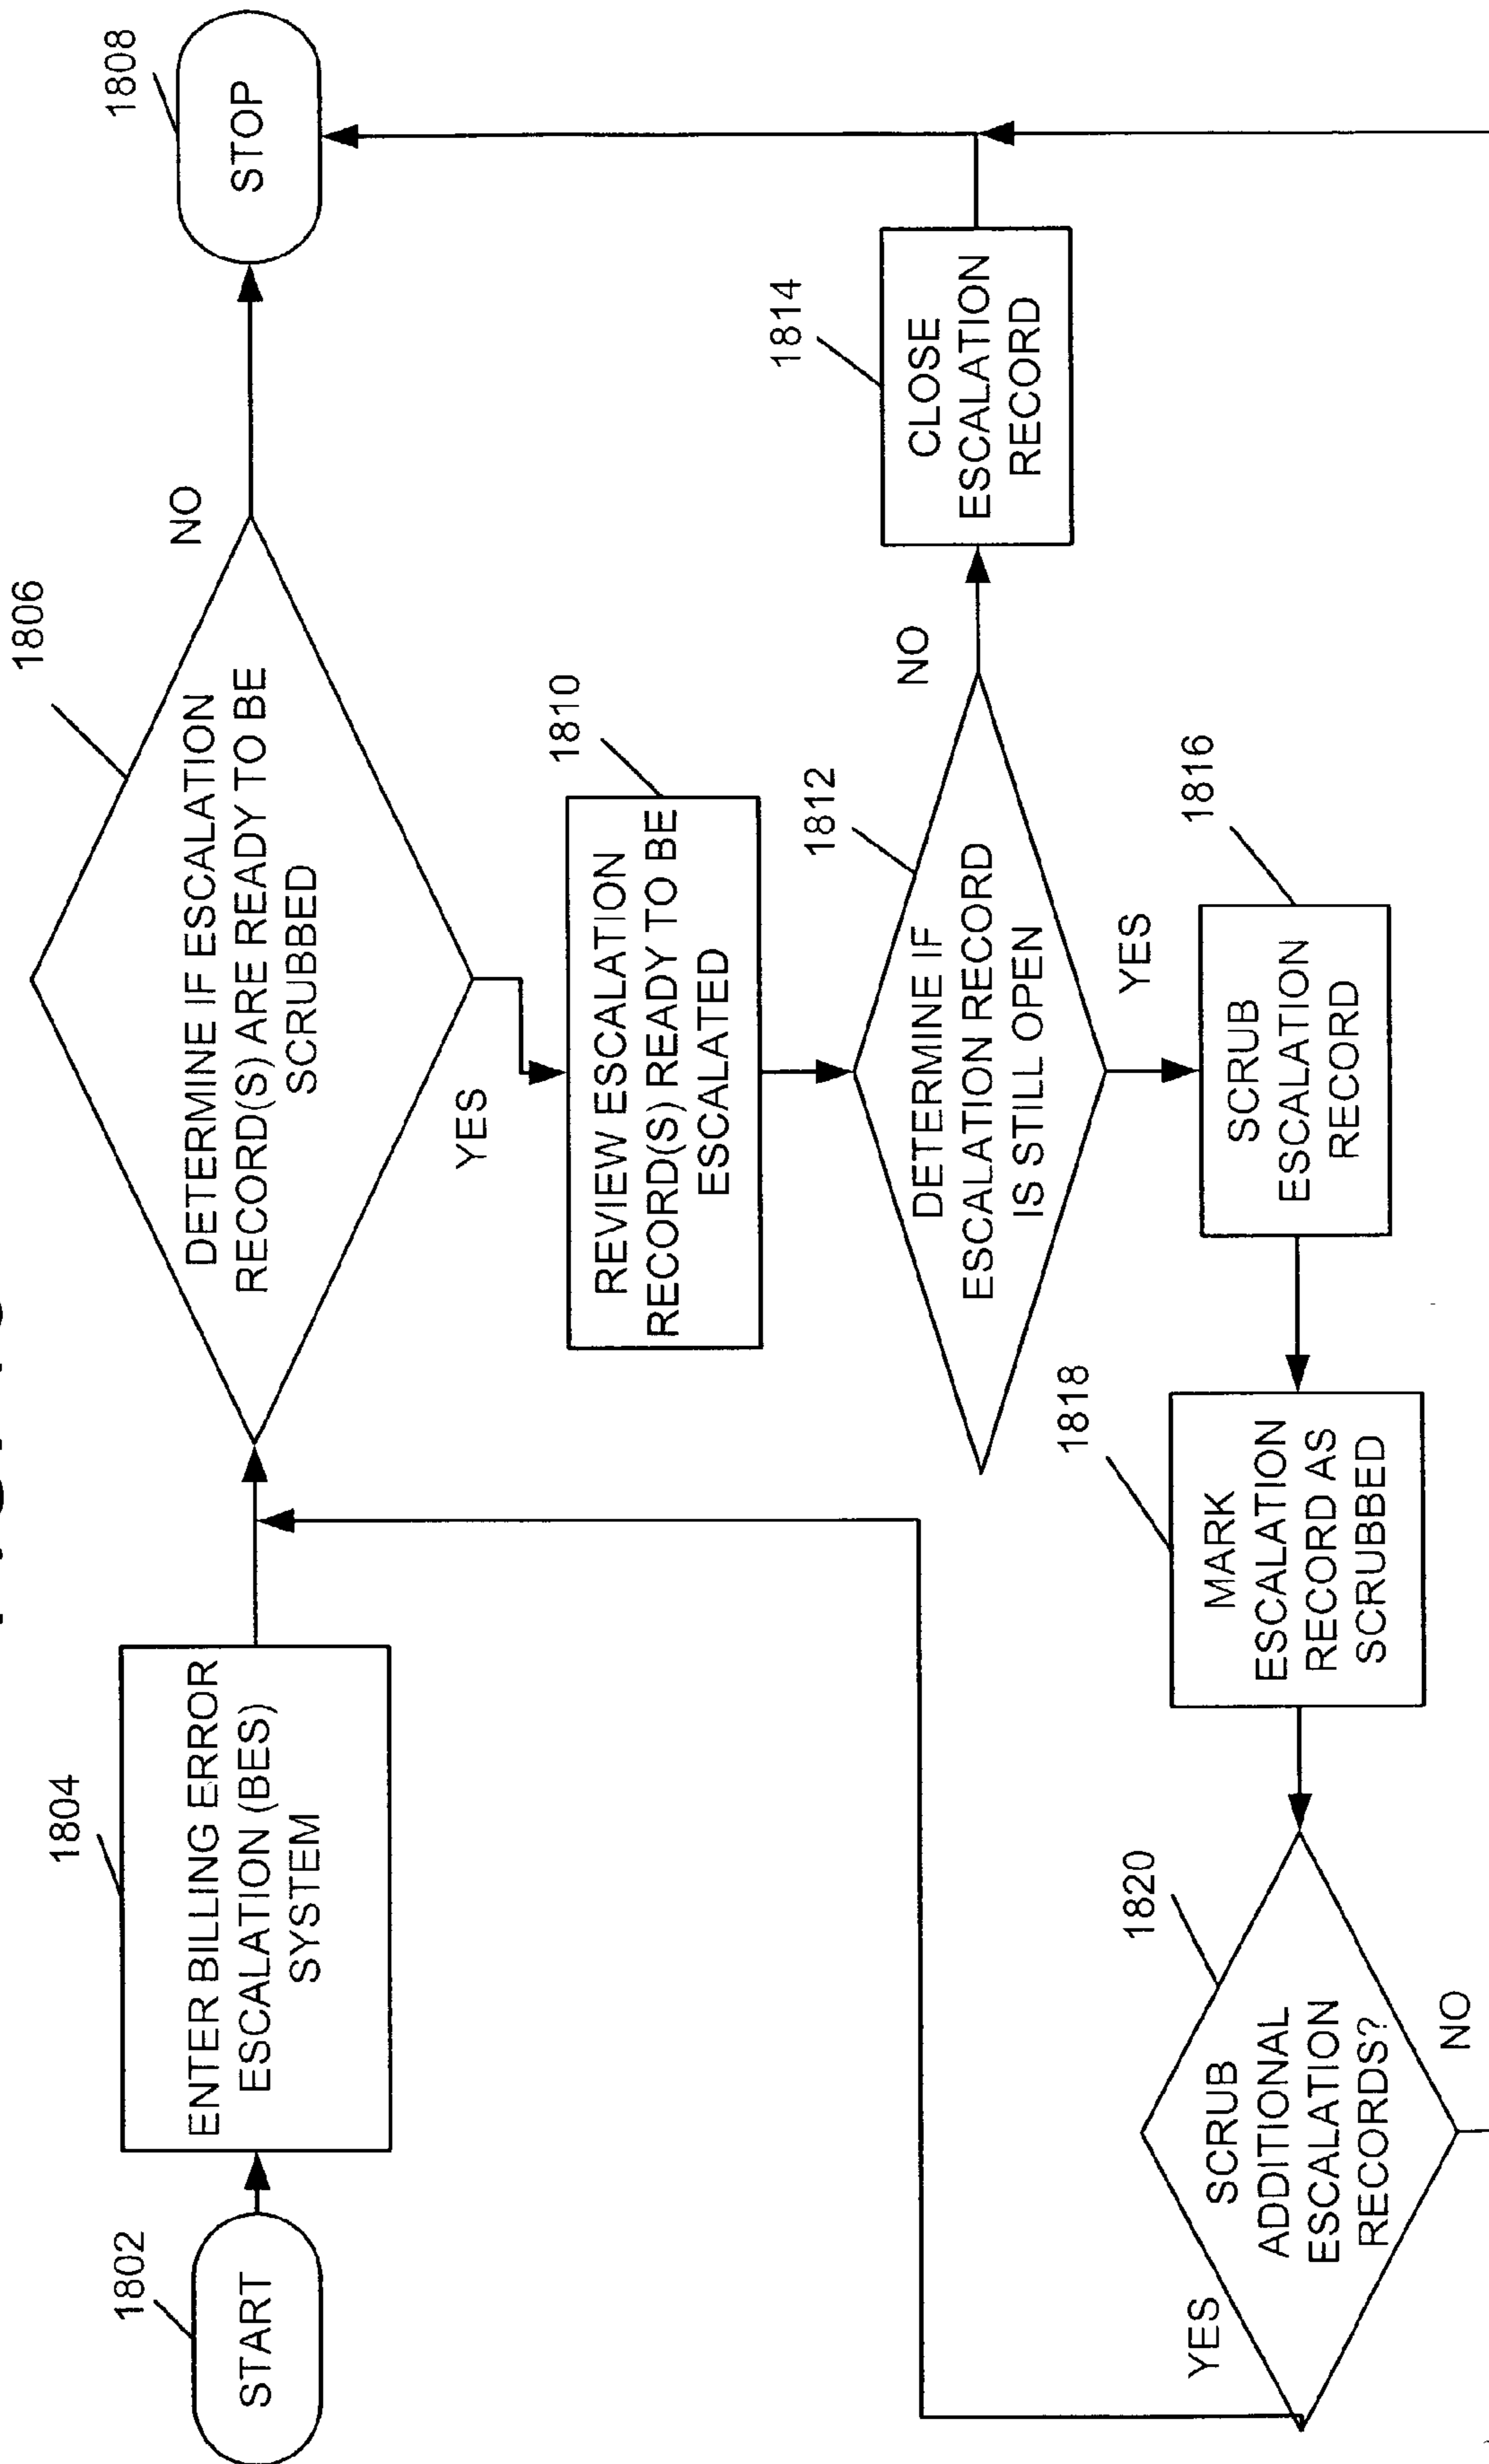 1802
START
1804
ENTER BILLING ERROR
ESCALATION (BES)
SYSTEM
1806
DETERMINE IF ESCALATION
RECORD(S) ARE READY TO BE
SCRUBBED
NO
1808
STOP
YES
1810
REVIEW ESCALATION
RECORD(S) READY TO BE
ESCALATED
1812
DETERMINE IF
ESCALATION RECORD
IS STILL OPEN
NO
1814
CLOSE
ESCALATION
RECORD
YES
1816
SCRUB
ESCALATION
RECORD
1818
MARK
ESCALATION
RECORD AS
SCRUBBED
1820
SCRUB
ADDITIONAL
ESCALATION
RECORDS?
YES
NO